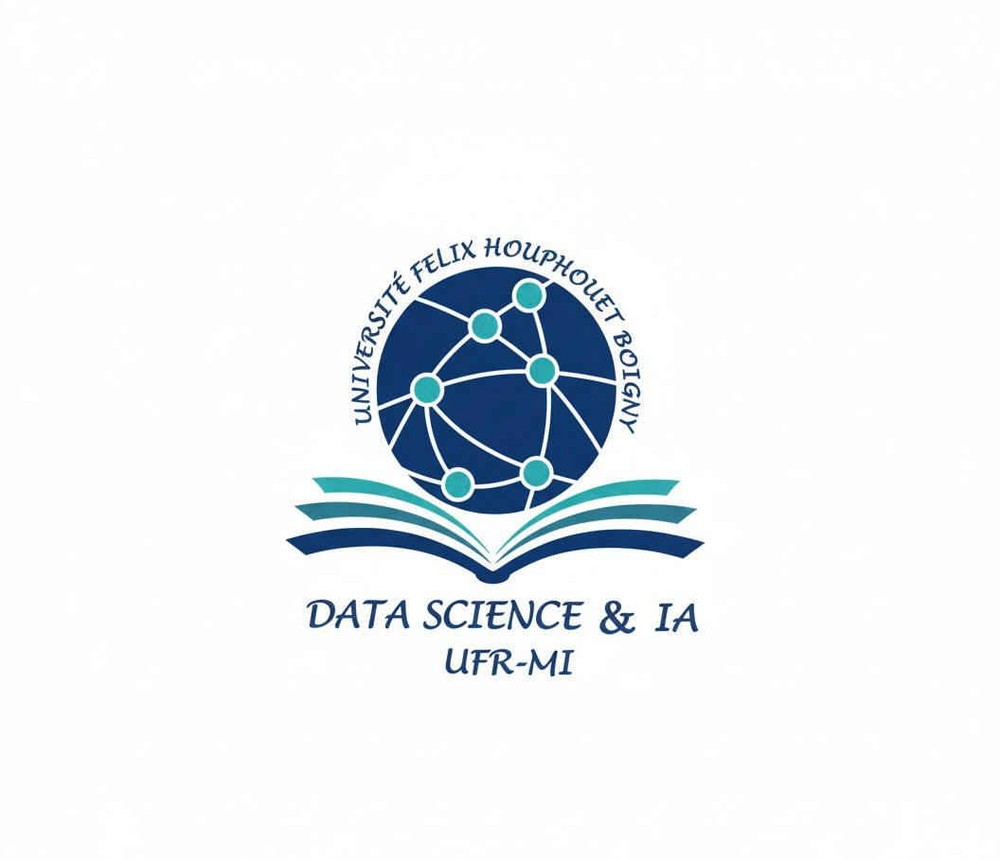 UNIVERSITÉ FELIX HOUPHOUET BOIGNY
DATA SCIENCE & IA
UFR-MI